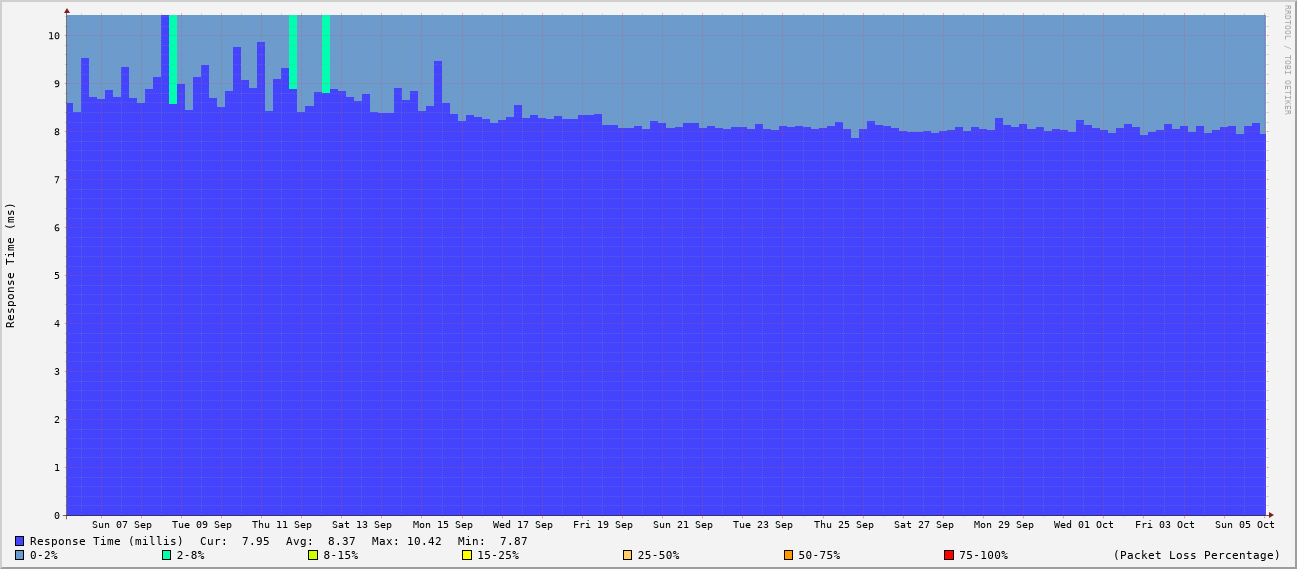 RRDTOOL / TOBI OETIKER
Response Time (ms)
10
9
8
7
6
5
4
3
2
1
0
Sun 07 Sep Tue 09 Sep Thu 11 Sep Sat 13 Sep Mon 15 Sep Wed 17 Sep Fri 19 Sep Sun 21 Sep Tue 23 Sep Thu 25 Sep Sat 27 Sep Mon 29 Sep Wed 01 Oct Fri 03 Oct Sun 05 Oct
Response Time (millis) Cur: 7.95 Avg: 8.37 Max: 10.42 Min: 7.87
0-2% 2-8% 8-15% 15-25% 25-50% 50-75% 75-100% (Packet Loss Percentage)